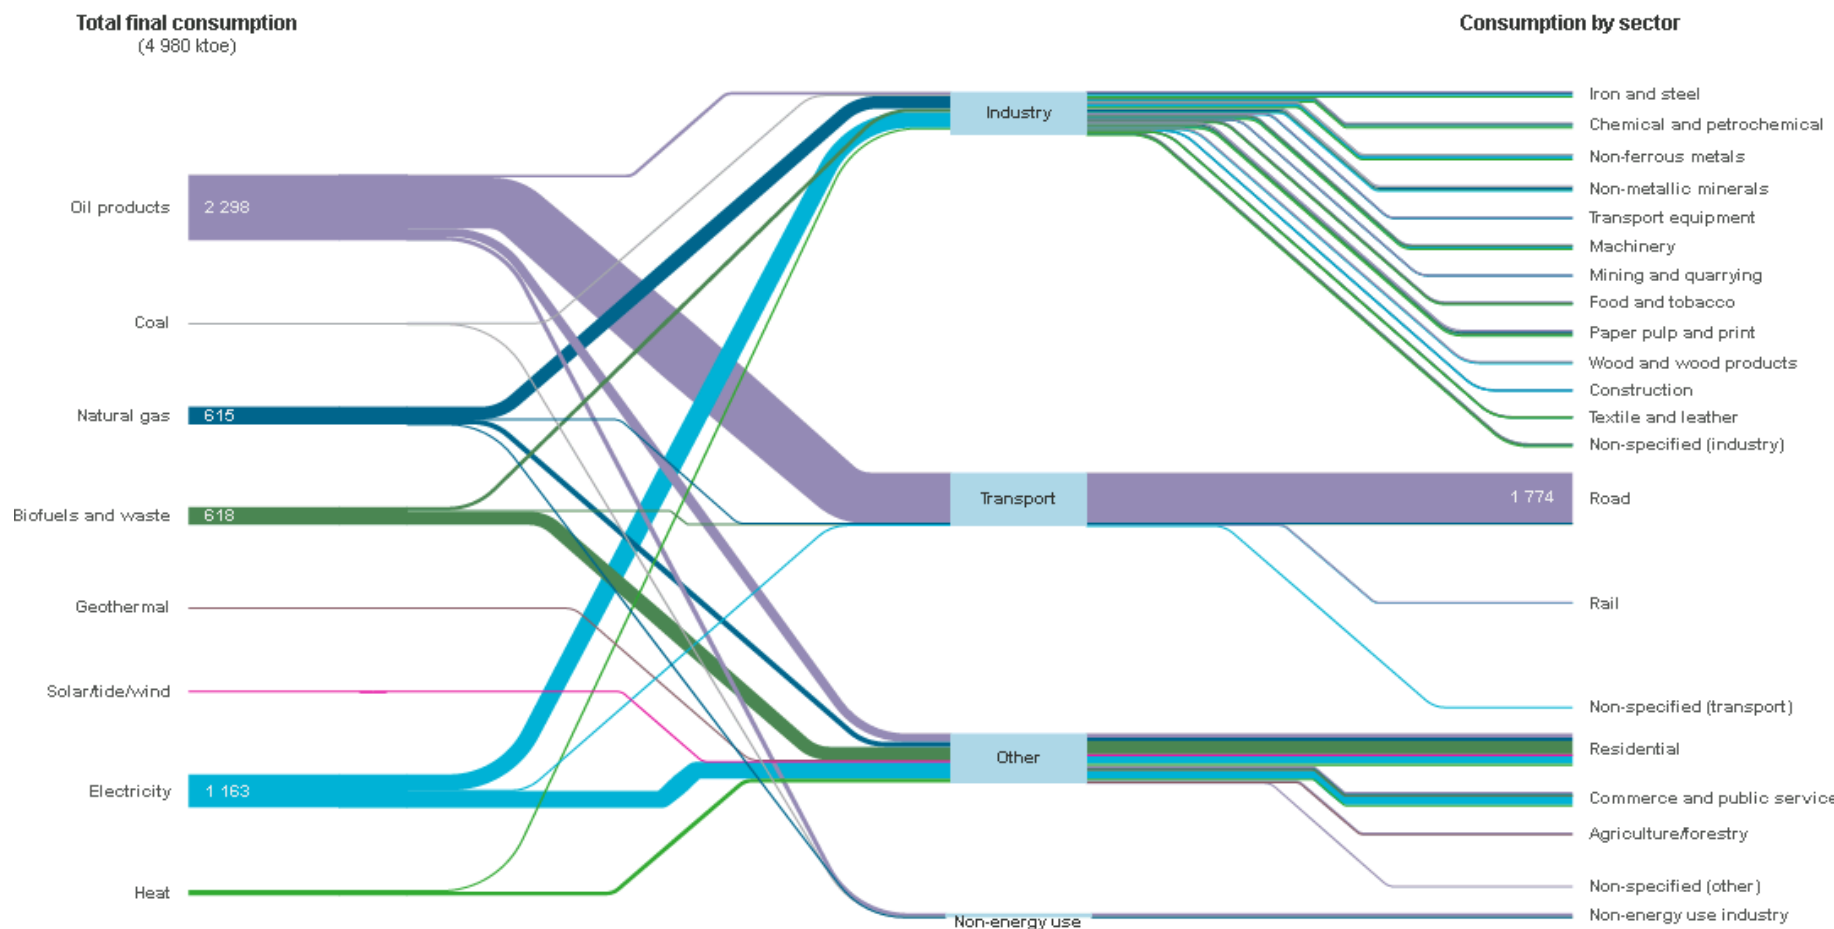 Total final consumption
(4 980 ktoe)
Consumption by sector
Oil products
2 298
Coal
Natural gas
615
Biofuels and waste
618
Geothermal
Solar/tide/wind
Electricity
1 163
Heat
Industry
Transport
Other
Non-energy use
Iron and steel
Chemical and petrochemical
Non-ferrous metals
Non-metallic minerals
Transport equipment
Machinery
Mining and quarrying
Food and tobacco
Paper pulp and print
Wood and wood products
Construction
Textile and leather
Non-specified (industry)
1 774
Road
Rail
Non-specified (transport)
Residential
Commerce and public service
Agriculture/forestry
Non-specified (other)
Non-energy use industry